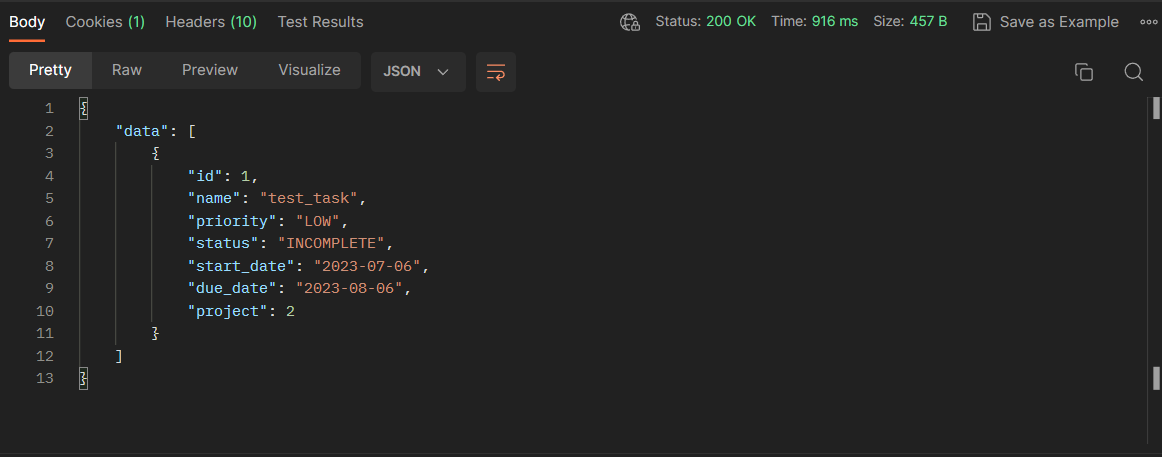 Body Cookies (1) Headers (10) Test Results Status: 200 OK Time: 916 ms Size: 457 B Save as Example
Pretty Raw Preview Visualize JSON
1 {
2 "data": [
3 {
4 "id": 1,
5 "name": "test_task",
6 "priority": "LOW",
7 "status": "INCOMPLETE",
8 "start_date": "2023-07-06",
9 "due_date": "2023-08-06",
10 "project": 2
11 }
12 ]
13 }